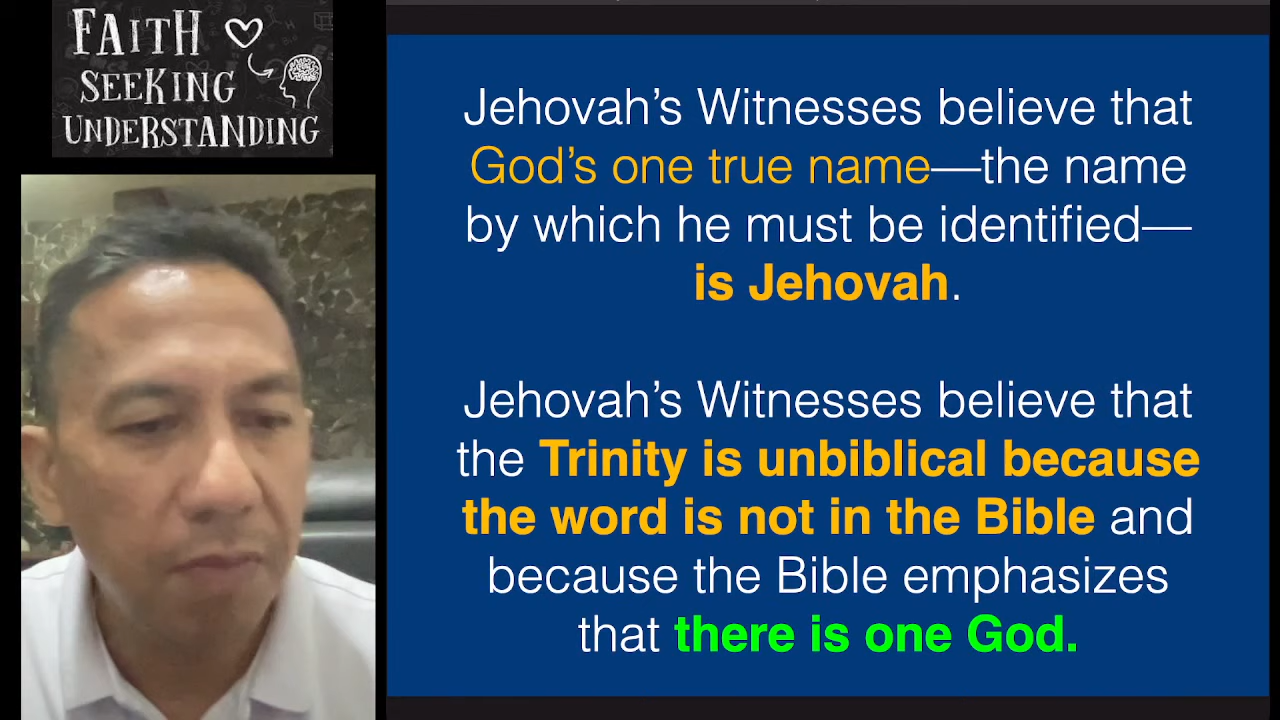 FAITH
SEEKING
UNDERSTANDING
Jehovah’s Witnesses believe that
God’s one true name—the name
by which he must be identified—
is Jehovah.
Jehovah’s Witnesses believe that
the Trinity is unbiblical because
the word is not in the Bible and
because the Bible emphasizes
that there is one God.